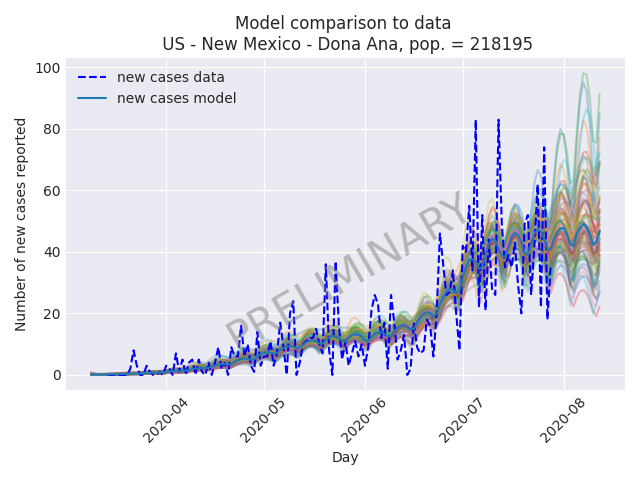 Model comparison to data
US - New Mexico - Dona Ana, pop. = 218195
new cases data
new cases model
PRELIMINARY
Number of new cases reported
100
80
60
40
20
0
2020-04
2020-05
2020-06
2020-07
2020-08
Day